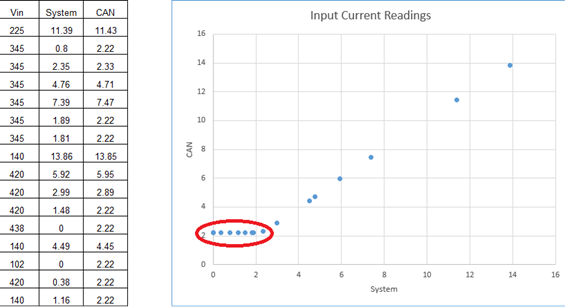 Vin System CAN
225 11.39 11.43
345 0.8 2.22
345 2.35 2.33
345 4.76 4.71
345 7.39 7.47
345 1.89 2.22
345 1.81 2.22
140 13.86 13.85
420 5.92 5.95
420 2.99 2.89
420 1.48 2.22
438 0 2.22
140 4.49 4.45
102 0 2.22
420 0.38 2.22
140 1.16 2.22
Input Current Readings
16
14
12
10
8
6
4
2
0
CAN
0 2 4 6 8 10 12 14 16
System